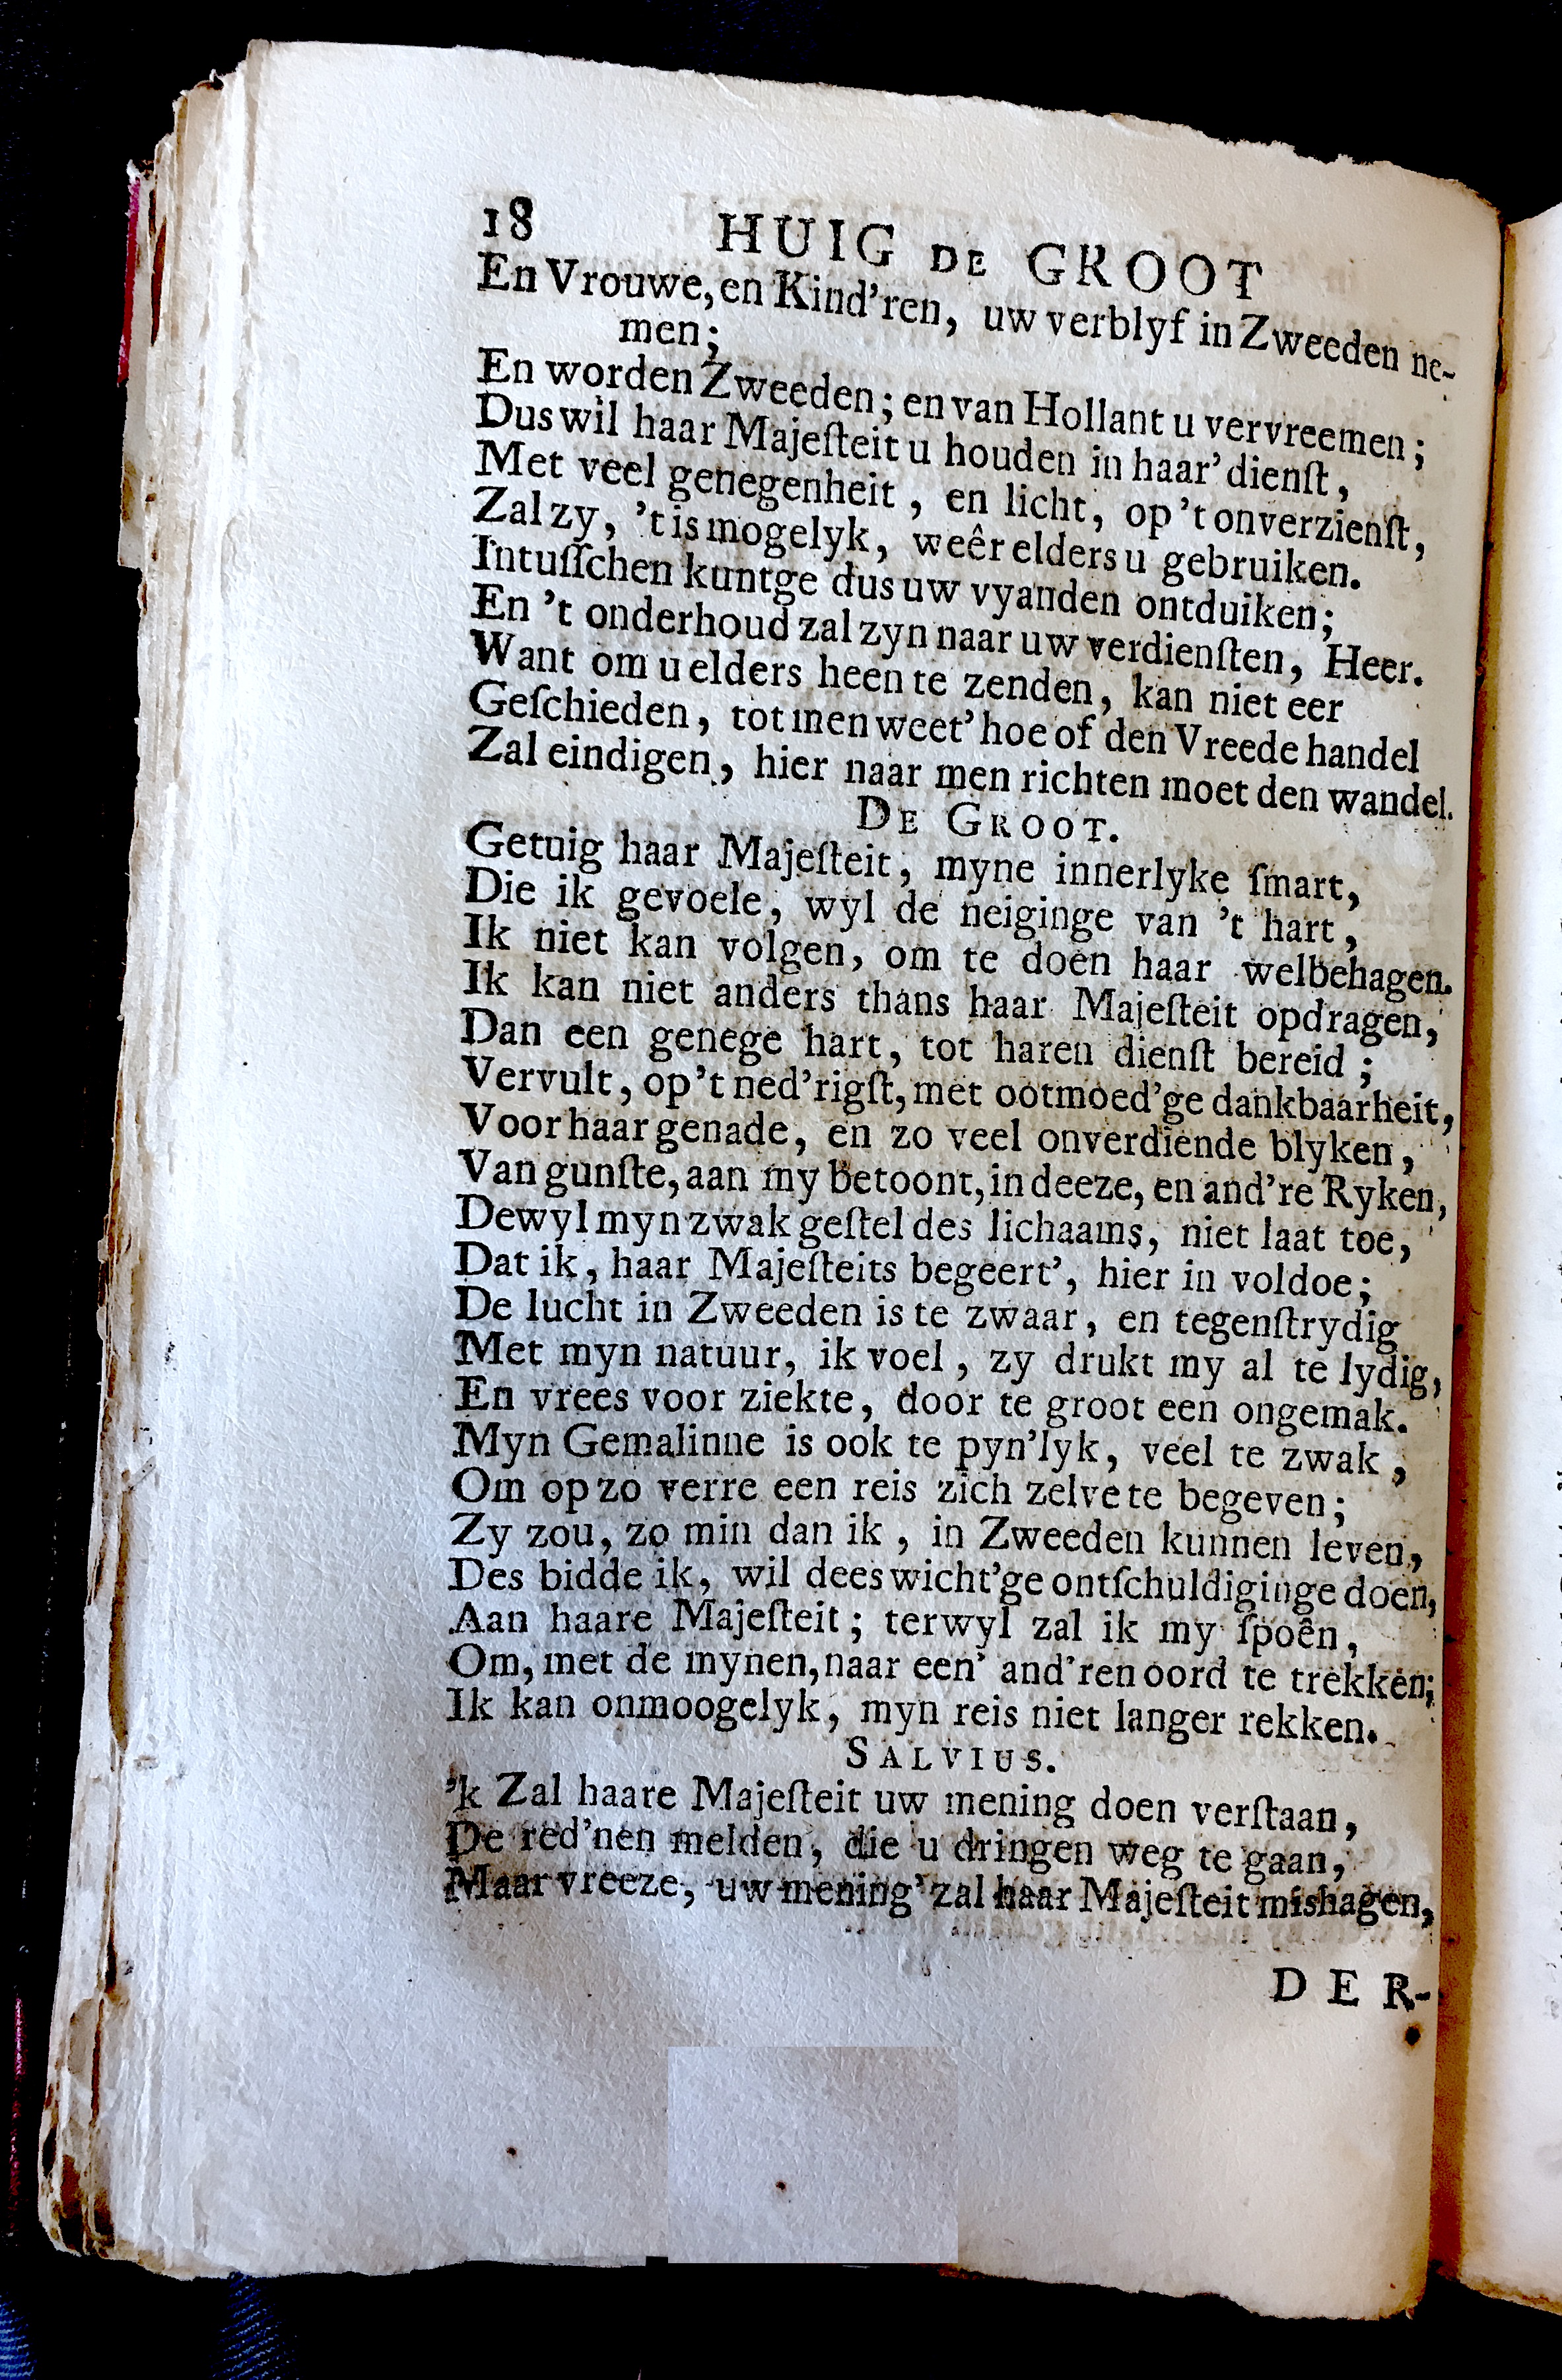 18 HUIG DE GROOT
En Vrouwe, en Kind'ren, uw verblyf in Zweeden ne-
men;
En worden Zweeden; en van Hollant u vervreemen;
Dus wil haar Majeſteit u houden in haar' dienſt,
Met veel genegenheit, en licht, op 't onverzienſt,
Zal zy, 't is mogelyk, weêr elders u gebruiken.
Intuſſchen kuntge dus uw vyanden ontduiken;
En 't onderhoud zal zyn naar uw verdienſten, Heer.
Want om u elders heen te zenden, kan niet eer
Geſchieden, tot men weet' hoe of den Vreede handel
Zal eindigen, hier naar men richten moet den wandel.
DE GROOT.
Getuig haar Majeſteit, myne innerlyke ſmart,
Die ik gevoele, wyl de neiginge van 't hart,
Ik niet kan volgen, om te doen haar welbehagen.
Ik kan niet anders thans haar Majeſteit opdragen,
Dan een genege hart, tot haren dienſt bereid;
Vervult, op 't ned'rigſt, met ootmoed'ge dankbaarheit,
Voor haar genade, en zo veel onverdiende blyken,
Van gunſte, aan my betoont, in deeze, en and're Ryken,
Dewyl myn zwak geſtel des lichaams, niet laat toe,
Dat ik, haar Majeſteits begeert', hier in voldoe;
De lucht in Zweeden is te zwaar, en tegenſtrydig
Met myn natuur, ik voel, zy drukt my al te lydig,
En vrees voor ziekte, door te groot een ongemak.
Myn Gemalinne is ook te pyn'lyk, veel te zwak,
Om op zo verre een reis zich zelve te begeven;
Zy zou, zo min dan ik, in Zweeden kunnen leven,
Des bidde ik, wil dees wicht'ge ontſchuldiginge doen,
Aan haare Majeſteit; terwyl zal ik my ſpoên,
Om, met de mynen, naar een' and'ren oord te trekken;
Ik kan onmoogelyk, myn reis niet langer rekken.
SALVIUS.
'k Zal haare Majeſteit uw mening doen verſtaan,
De red'nen melden, die u dringen weg te gaan,
Maar vreeze, uw mening' zal haar Majeſteit mishagen,
DER-